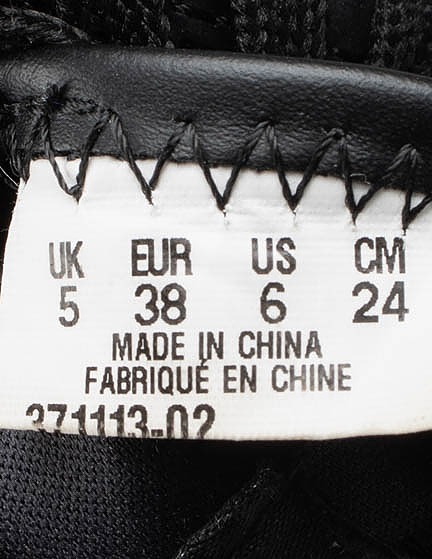 UK EUR US CM
5 38 6 24
MADE IN CHINA
FABRIQUÉ EN CHINE
371113-02